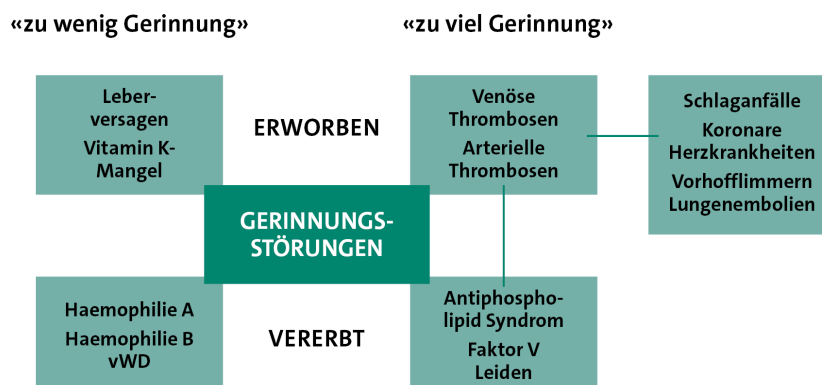 «zu wenig Gerinnung»
«zu viel Gerinnung»
Leber-
versagen
Vitamin K-
Mangel
ERWORBEN
Venöse
Thrombosen
Arterielle
Thrombosen
Schlaganfälle
Koronare
Herzkrankheiten
Vorhofflimmern
Lungenembolien
GERINNUNGS-
STÖRUNGEN
Haemophilie A
Haemophilie B
vWD
VERERBT
Antiphospho-
lipid Syndrom
Faktor V
Leiden